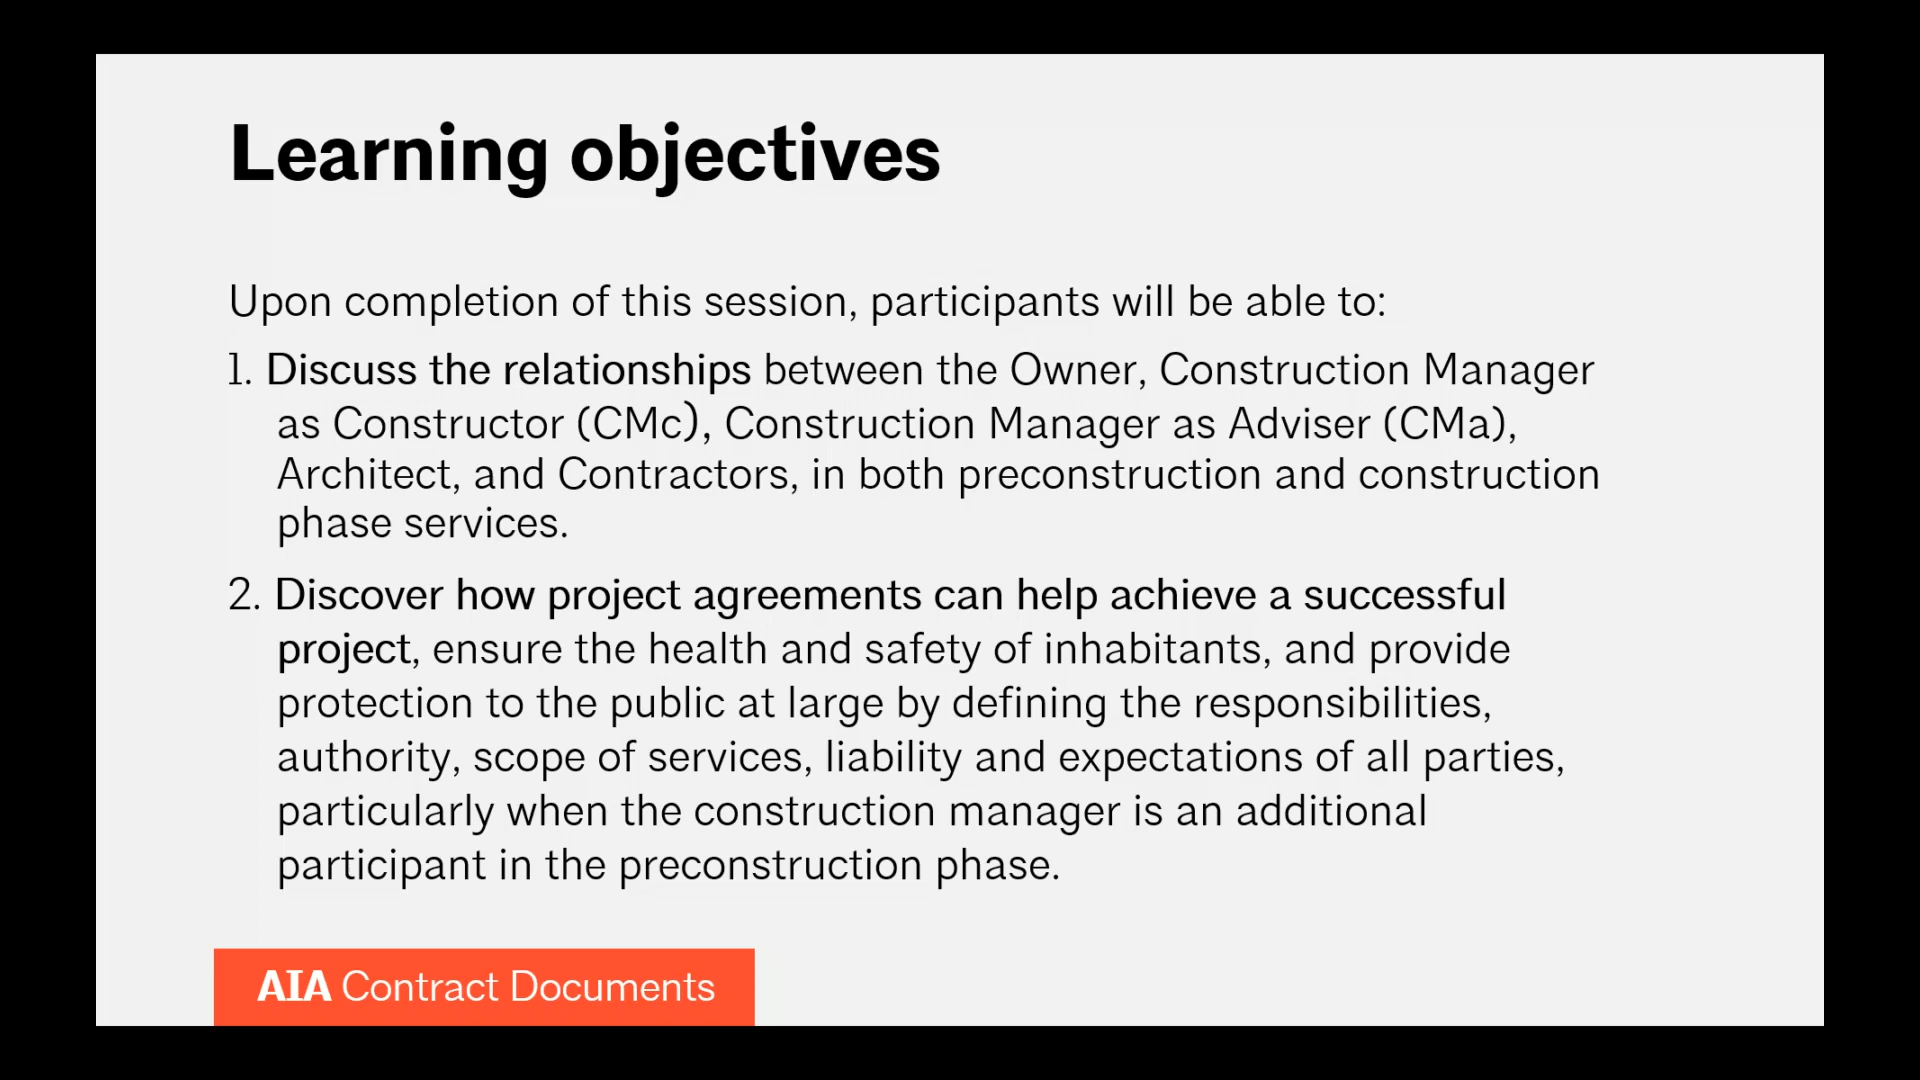 Learning objectives
Upon completion of this session, participants will be able to:
1. Discuss the relationships between the Owner, Construction Manager
as Constructor (CMc), Construction Manager as Adviser (CMa),
Architect, and Contractors, in both preconstruction and construction
phase services.
2. Discover how project agreements can help achieve a successful
project, ensure the health and safety of inhabitants, and provide
protection to the public at large by defining the responsibilities,
authority, scope of services, liability and expectations of all parties,
particularly when the construction manager is an additional
participant in the preconstruction phase.
AIA Contract Documents